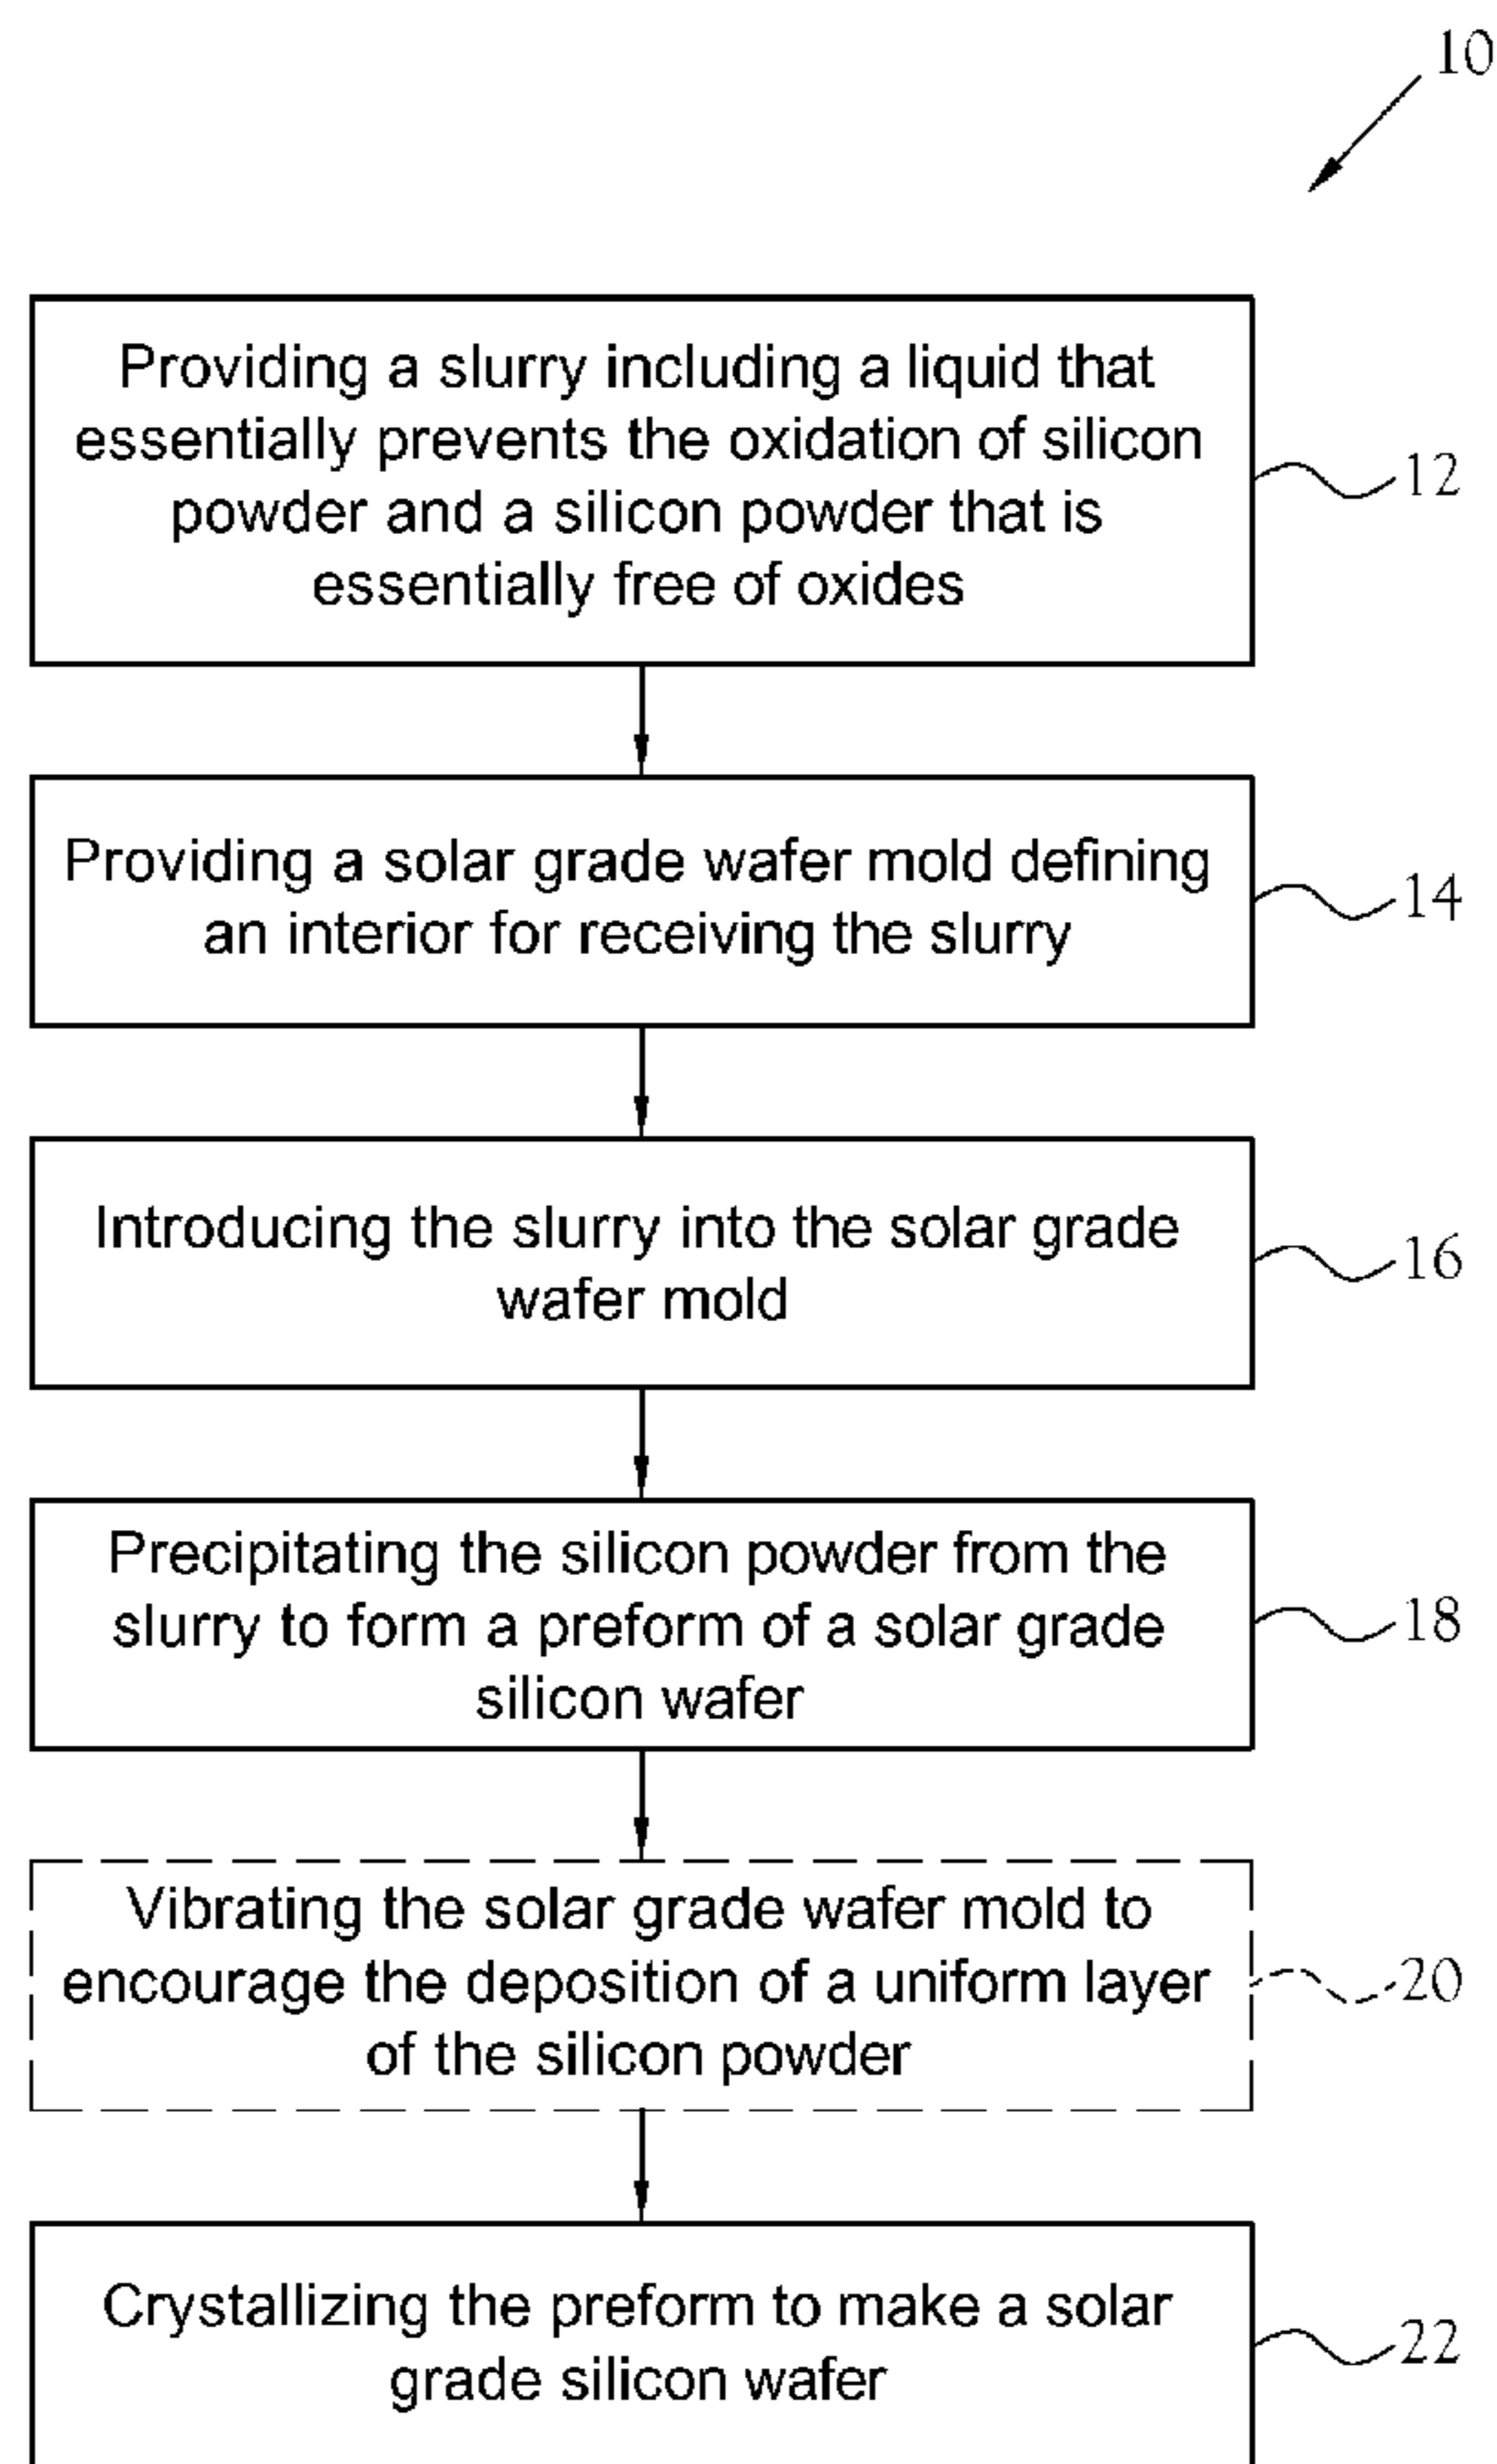 10
Providing a slurry including a liquid that
essentially prevents the oxidation of silicon
powder and a silicon powder that is
essentially free of oxides
12
Providing a solar grade wafer mold defining
an interior for receiving the slurry
14
Introducing the slurry into the solar grade
wafer mold
16
Precipitating the silicon powder from the
slurry to form a preform of a solar grade
silicon wafer
18
Vibrating the solar grade wafer mold to
encourage the deposition of a uniform layer
of the silicon powder
20
Crystallizing the preform to make a solar
grade silicon wafer
22